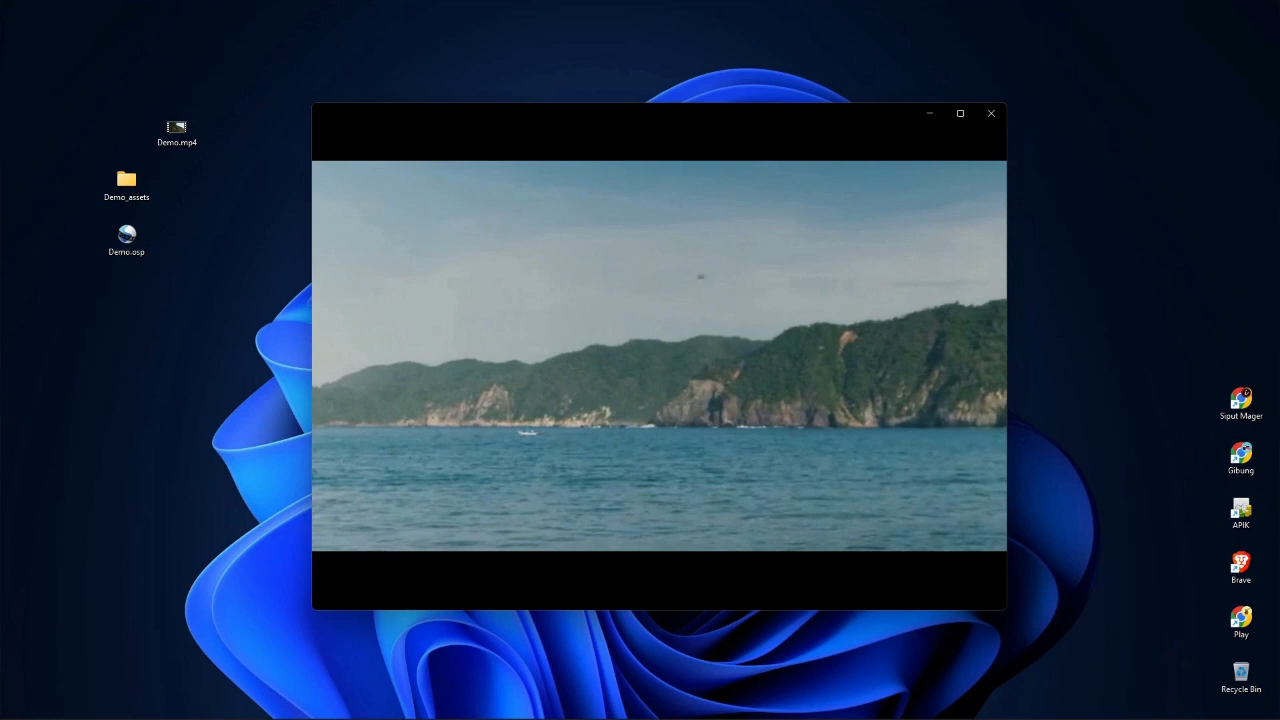 Demo.mp4
Demo_assets
Demo.osp
Siput Mager
Gibung
APIK
Brave
Play
Recycle Bin